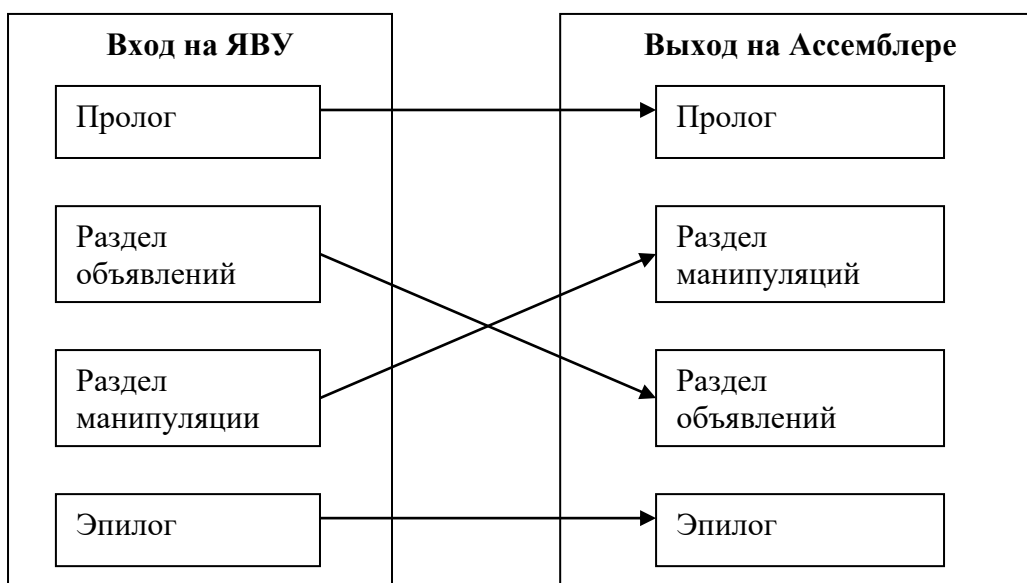 Вход на ЯВУ
Пролог
Раздел
объявлений
Раздел
манипуляции
Эпилог
Выход на Ассемблере
Пролог
Раздел
манипуляций
Раздел
объявлений
Эпилог